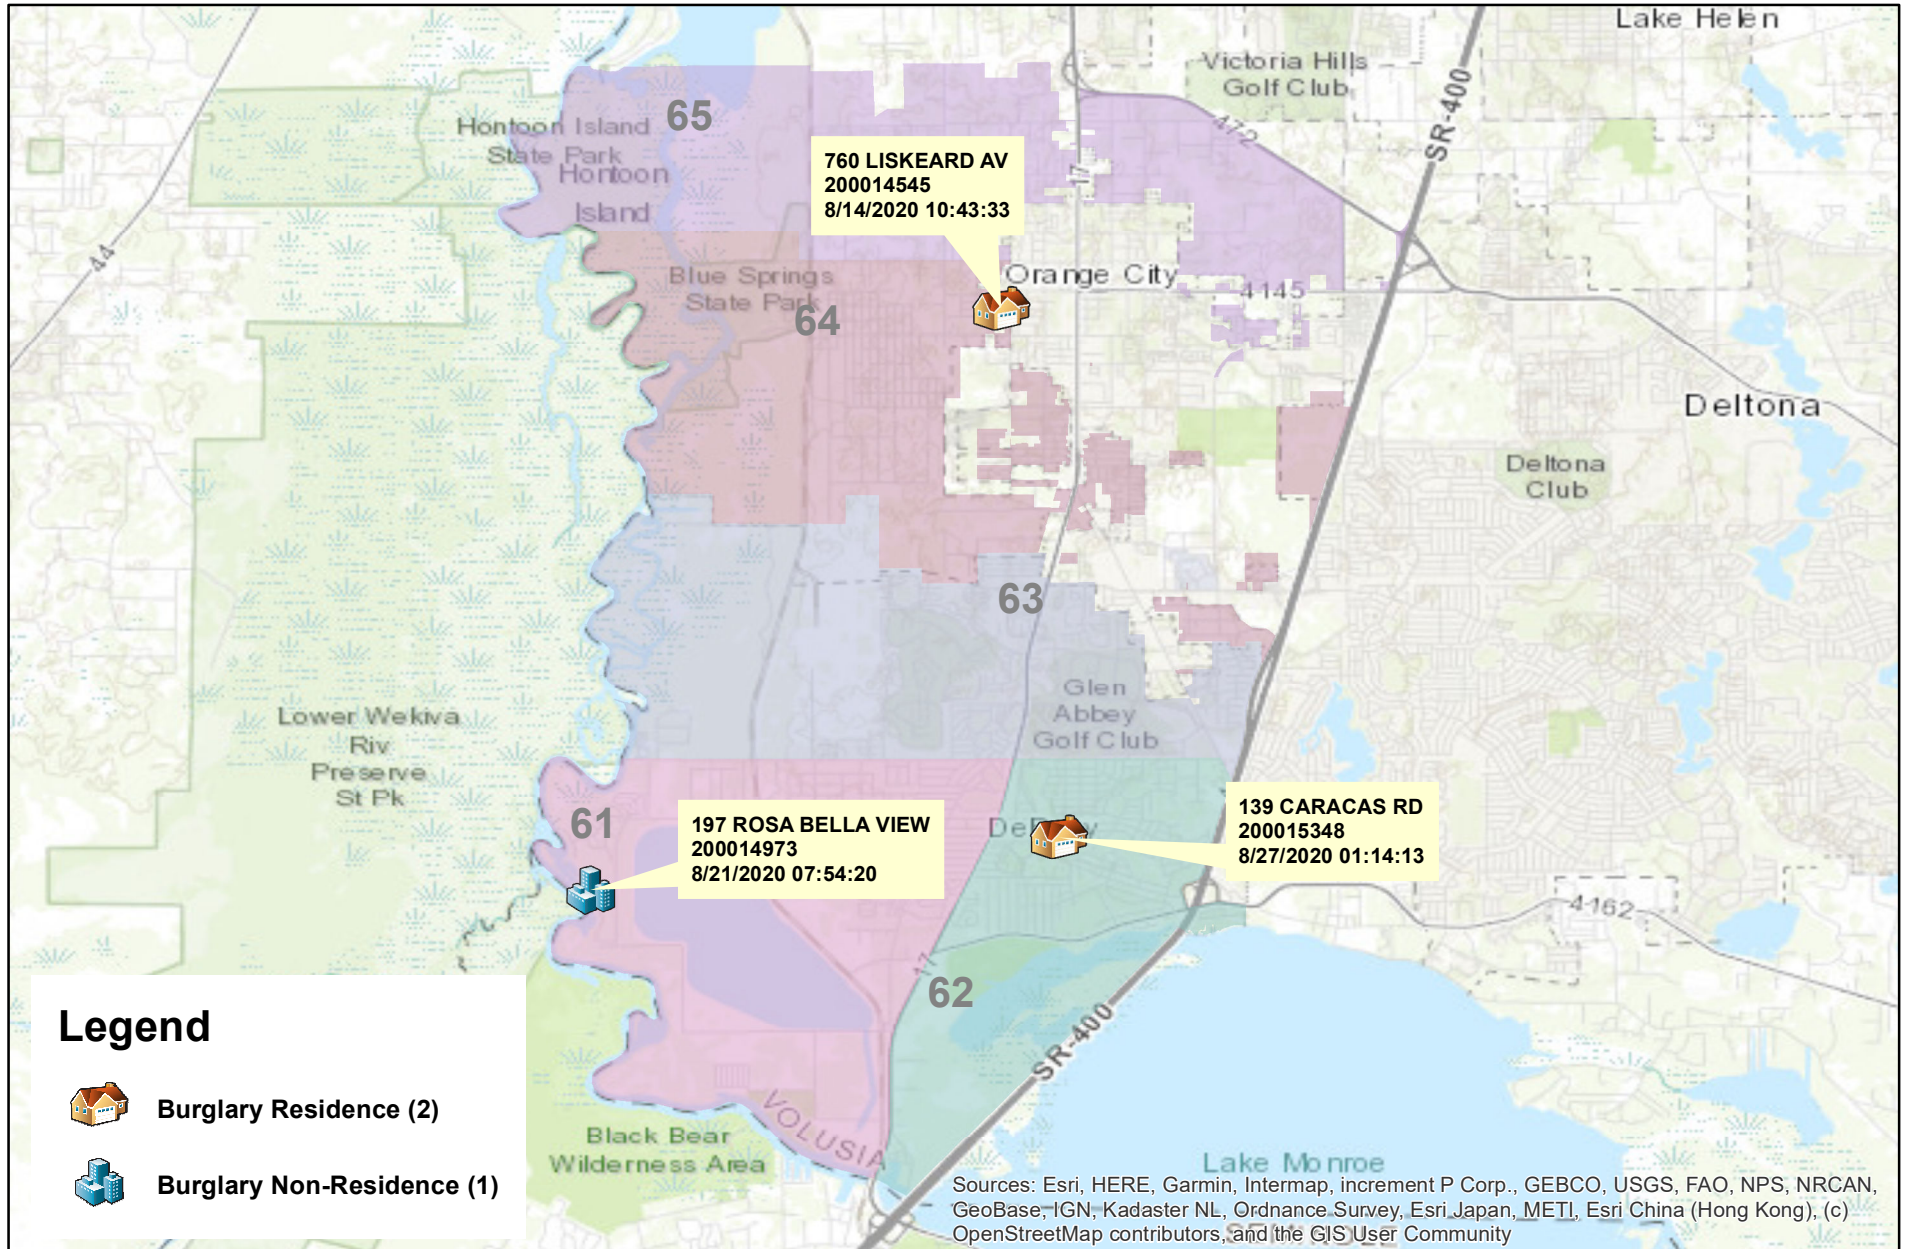 Lake Helen
Victoria Hills
Golf Club
SR-400
472
65
Hontoon Island
State Park
Hontoon
Island
760 LISKEARD AV
200014545
8/14/2020 10:43:33
44
17
Blue Springs
State Park
64
Orange City
4145
Deltona
Deltona
Club
63
Glen
Abbey
Golf Club
Lower Wekiva
Riv
Preserve
St Pk
61
197 ROSA BELLA VIEW
200014973
8/21/2020 07:54:20
139 CARACAS RD
200015348
8/27/2020 01:14:13
4162
17
62
SR-400
Legend
Burglary Residence (2)
Burglary Non-Residence (1)
VOLUSIA
Black Bear
Wilderness Area
Lake Monroe
Sources: Esri, HERE, Garmin, Intermap, increment P Corp., GEBCO, USGS, FAO, NPS, NRCAN,
GeoBase, IGN, Kadaster NL, Ordnance Survey, Esri Japan, METI, Esri China (Hong Kong), (c)
OpenStreetMap contributors, and the GIS User Community